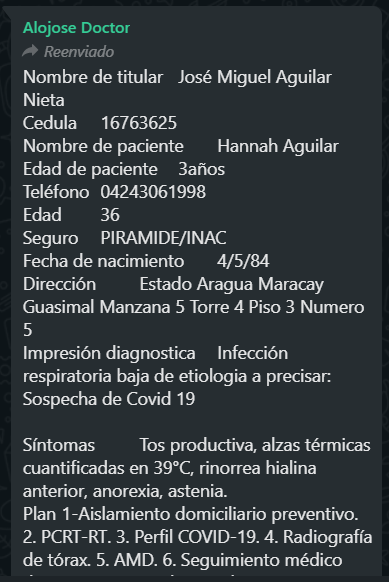 Alojose Doctor
Reenviado
Nombre de titular José Miguel Aguilar
Nieta
Cedula 16763625
Nombre de paciente Hannah Aguilar
Edad de paciente 3años
Teléfono 04243061998
Edad 36
Seguro PIRAMIDE/INAC
Fecha de nacimiento 4/5/84
Dirección Estado Aragua Maracay
Guasimal Manzana 5 Torre 4 Piso 3 Numero
5
Impresión diagnostica Infección
respiratoria baja de etiologia a precisar:
Sospecha de Covid 19
Síntomas Tos productiva, alzas térmicas
cuantificadas en 39°C, rinorrea hialina
anterior, anorexia, astenia.
Plan 1-Aislamiento domiciliario preventivo.
2. PCRT-RT. 3. Perfil COVID-19. 4. Radiografía
de tórax. 5. AMD. 6. Seguimiento médico